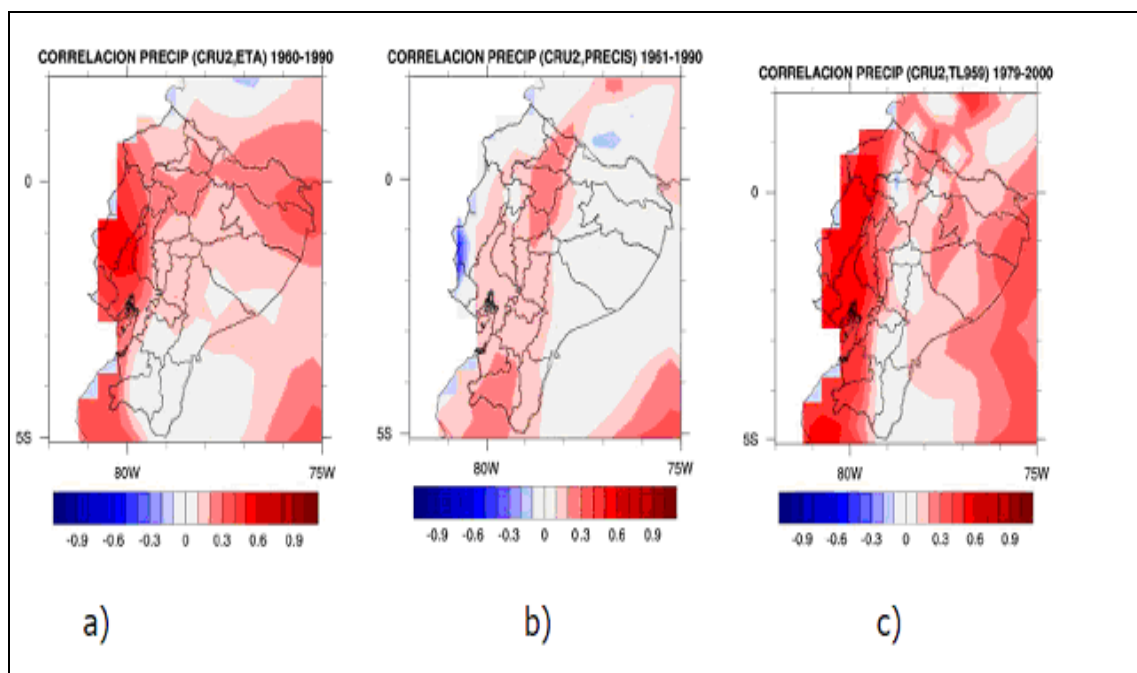 CORRELACION PRECIP (CRU2,ETA) 1960-1990
0
5S
80W
75W
-0.9 -0.6 -0.3 0 0.3 0.6 0.9
a)
CORRELACION PRECIP (CRU2,PRECIS) 1961-1990
0
5S
80W
75W
-0.9 -0.6 -0.3 0 0.3 0.6 0.9
b)
CORRELACION PRECIP (CRU2,TL959) 1979-2000
0
5S
80W
75W
-0.9 -0.6 -0.3 0 0.3 0.6 0.9
c)